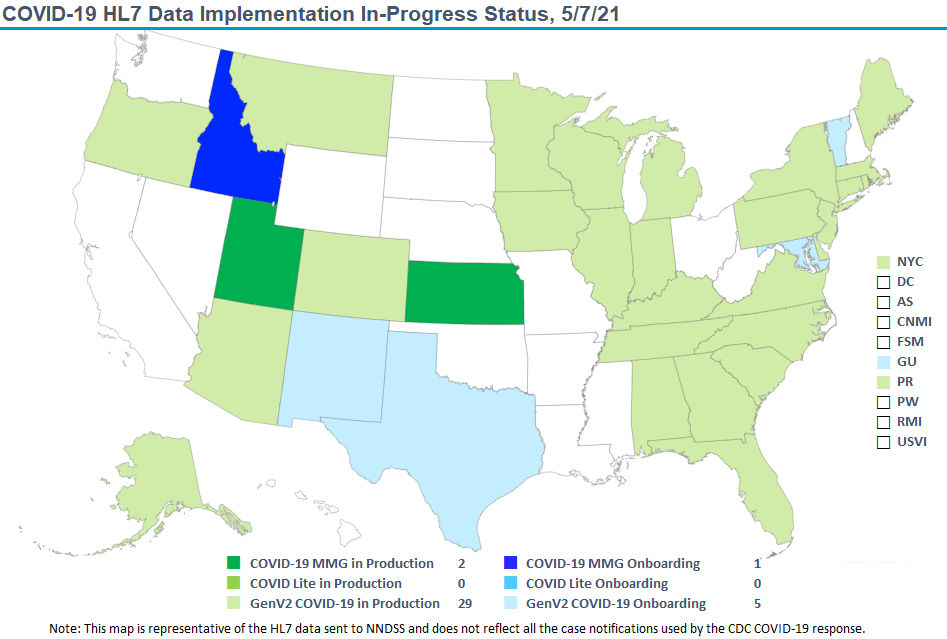 COVID-19 HL7 Data Implementation In-Progress Status, 5/7/21
NYC
DC
AS
CNMI
FSM
GU
PR
PW
RMI
USVI
COVID-19 MMG in Production 2
COVID Lite in Production 0
GenV2 COVID-19 in Production 29
COVID-19 MMG Onboarding 1
COVID Lite Onboarding 0
GenV2 COVID-19 Onboarding 5
Note: This map is representative of the HL7 data sent to NNDSS and does not reflect all the case notifications used by the CDC COVID-19 response.